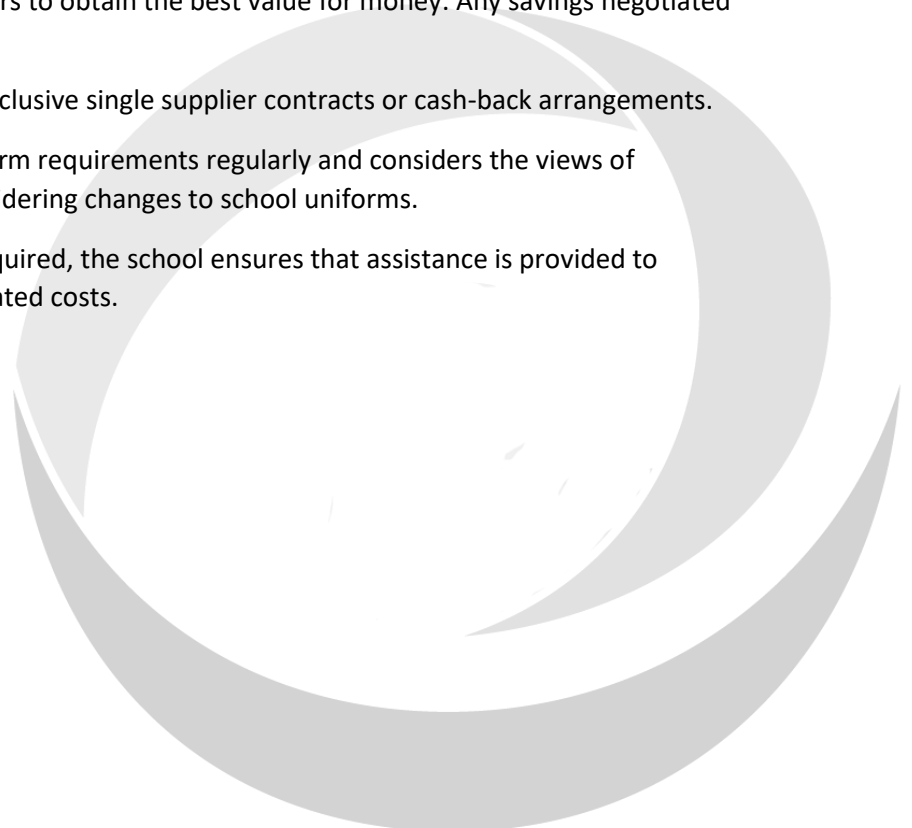 rs to obtain the best value for money. Any savings negotiated
clusive single supplier contracts or cash-back arrangements.
rm requirements regularly and considers the views of
dering changes to school uniforms.
quired, the school ensures that assistance is provided to
ted costs.